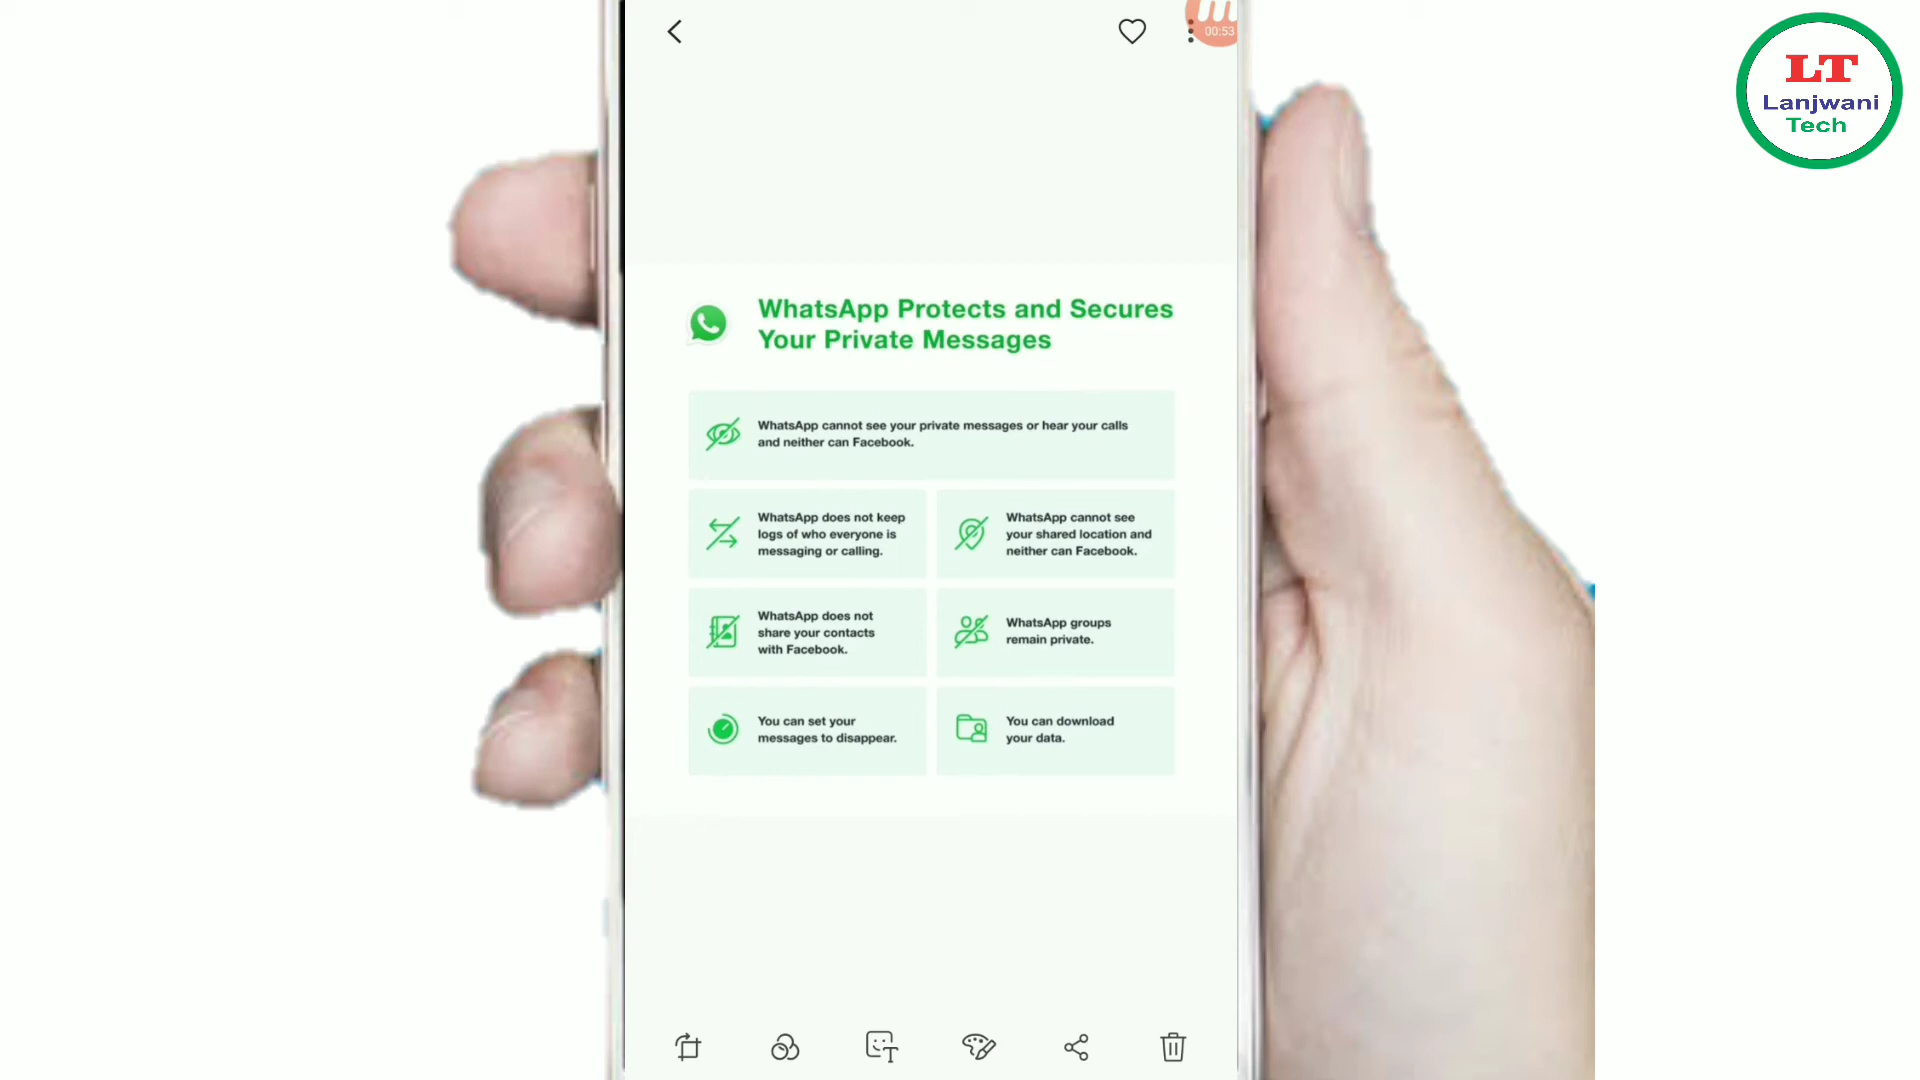 00:53
LT
Lanjwani
Tech
WhatsApp Protects and Secures
Your Private Messages
WhatsApp cannot see your private messages or hear your calls
and neither can Facebook.
WhatsApp does not keep
logs of who everyone is
messaging or calling.
WhatsApp cannot see
your shared location and
neither can Facebook.
WhatsApp does not
share your contacts
with Facebook.
WhatsApp groups
remain private.
You can set your
messages to disappear.
You can download
your data.
T